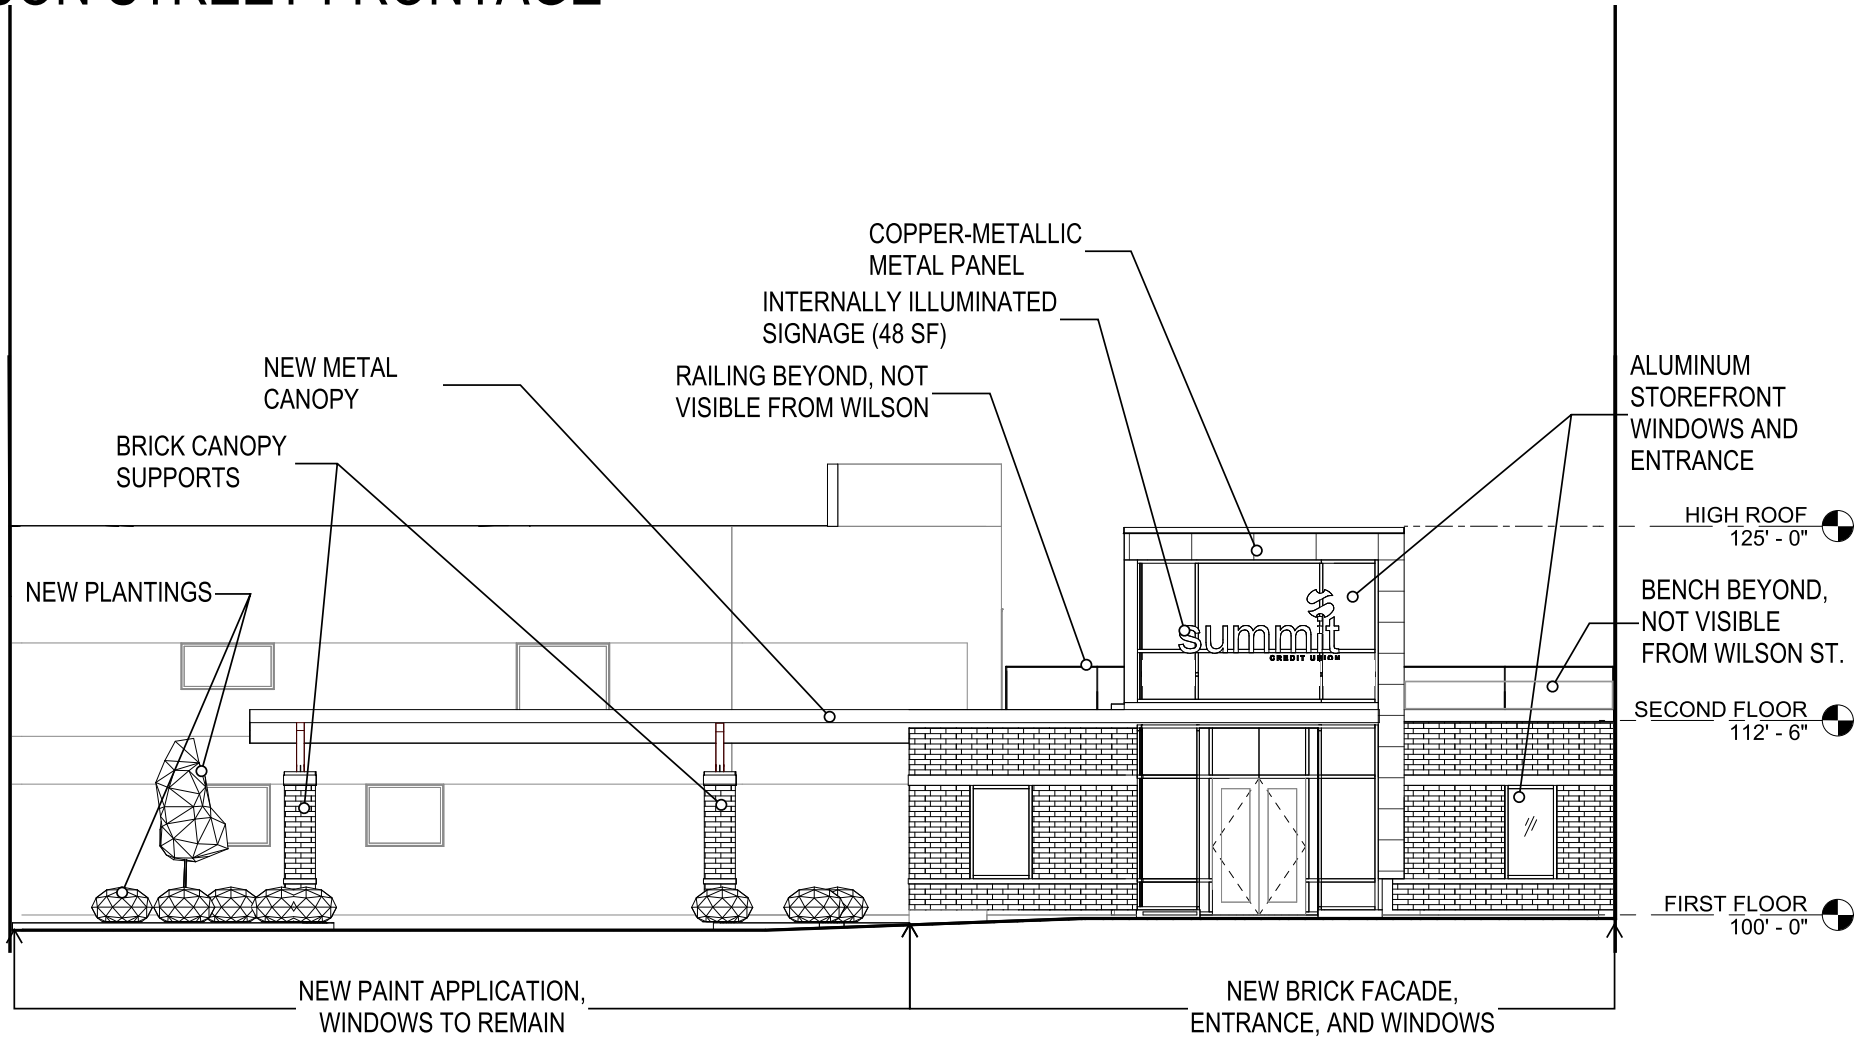 STREET FRONTAGE
COPPER-METALLIC
METAL PANEL
INTERNALLY ILLUMINATED
SIGNAGE (48 SF)
RAILING BEYOND, NOT
VISIBLE FROM WILSON
NEW METAL
CANOPY
BRICK CANOPY
SUPPORTS
NEW PLANTINGS
ALUMINUM
STOREFRONT
WINDOWS AND
ENTRANCE
HIGH ROOF
125' - 0"
BENCH BEYOND,
NOT VISIBLE
FROM WILSON ST.
summit
CREDIT UNION
SECOND FLOOR
112' - 6"
FIRST FLOOR
100' - 0"
NEW PAINT APPLICATION,
WINDOWS TO REMAIN
NEW BRICK FACADE,
ENTRANCE, AND WINDOWS